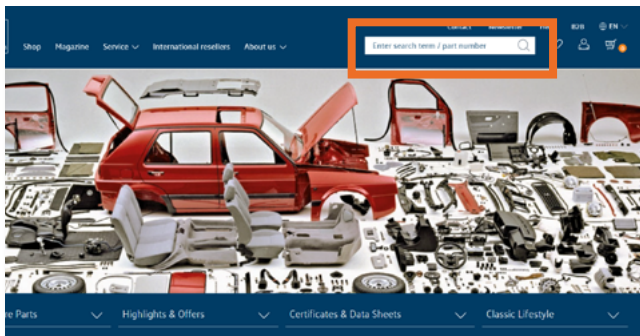 Contact Newsletter B2B EN
Shop Magazine Service International resellers About us
Enter search term / part number
re Parts Highlights & Offers Certificates & Data Sheets Classic Lifestyle